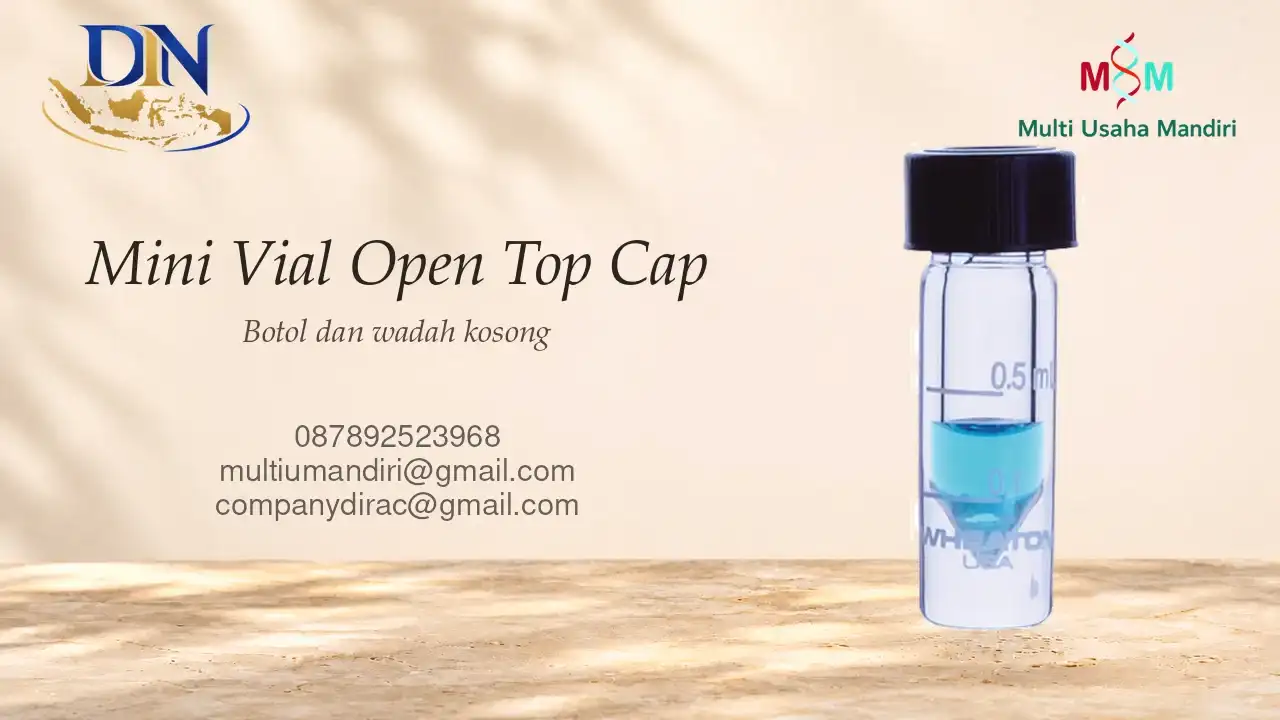 DIN
M M
Multi Usaha Mandiri
Mini Vial Open Top Cap
Botol dan wadah kosong
087892523968
multiumandiri@gmail.com
companydirac@gmail.com
0.5 ml
WHEATON
USA